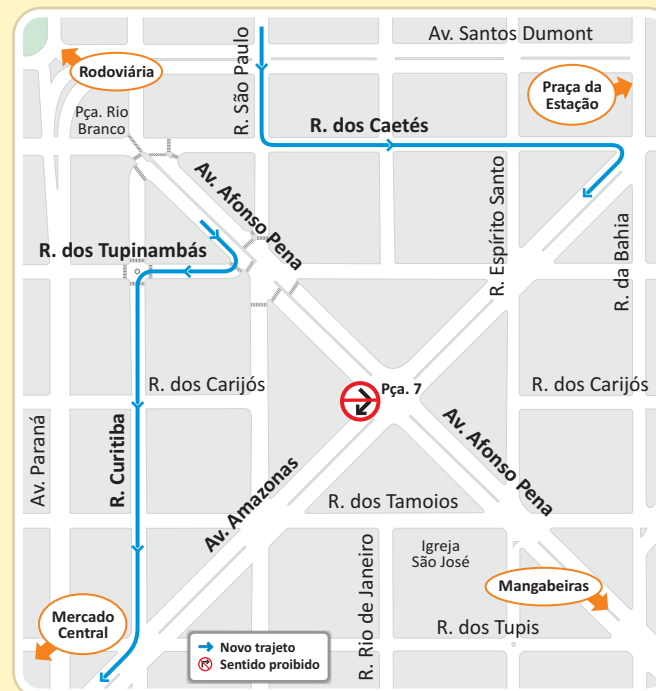 Av. Santos Dumont
Rodoviária
R. São Paulo
Praça da
Estação
Pça. Rio
Branco
R. dos Caetés
Av. Afonso Pena
R. Espírito Santo
R. da Bahia
R. dos Tupinambás
R. dos Carijós
Pça. 7
R. dos Carijós
Av. Paraná
R. Curitiba
Av. Amazonas
Av. Afonso Pena
R. dos Tamoios
Igreja
São José
R. Rio de Janeiro
Mangabeiras
Mercado
Central
R. dos Tupis
Novo trajeto
Sentido proibido